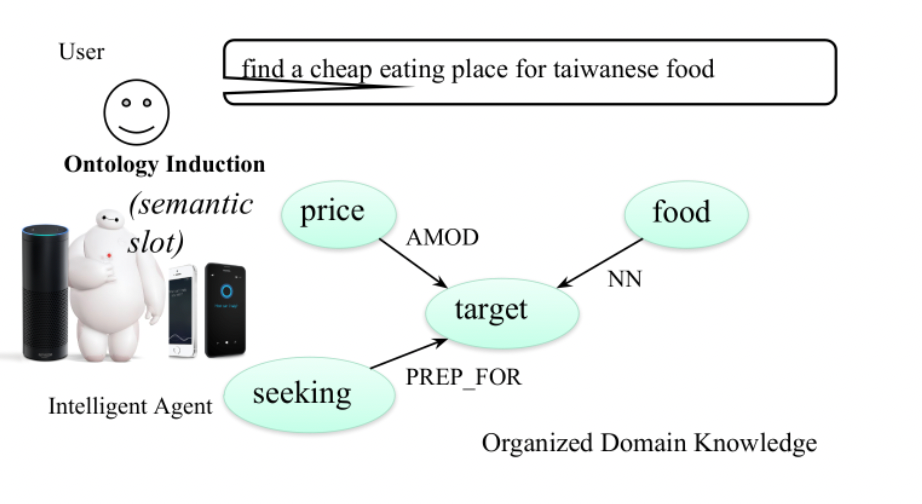 User
find a cheap eating place for taiwanese food
Ontology Induction
(semantic
slot)
price
food
AMOD
NN
target
PREP_FOR
seeking
Intelligent Agent
Organized Domain Knowledge